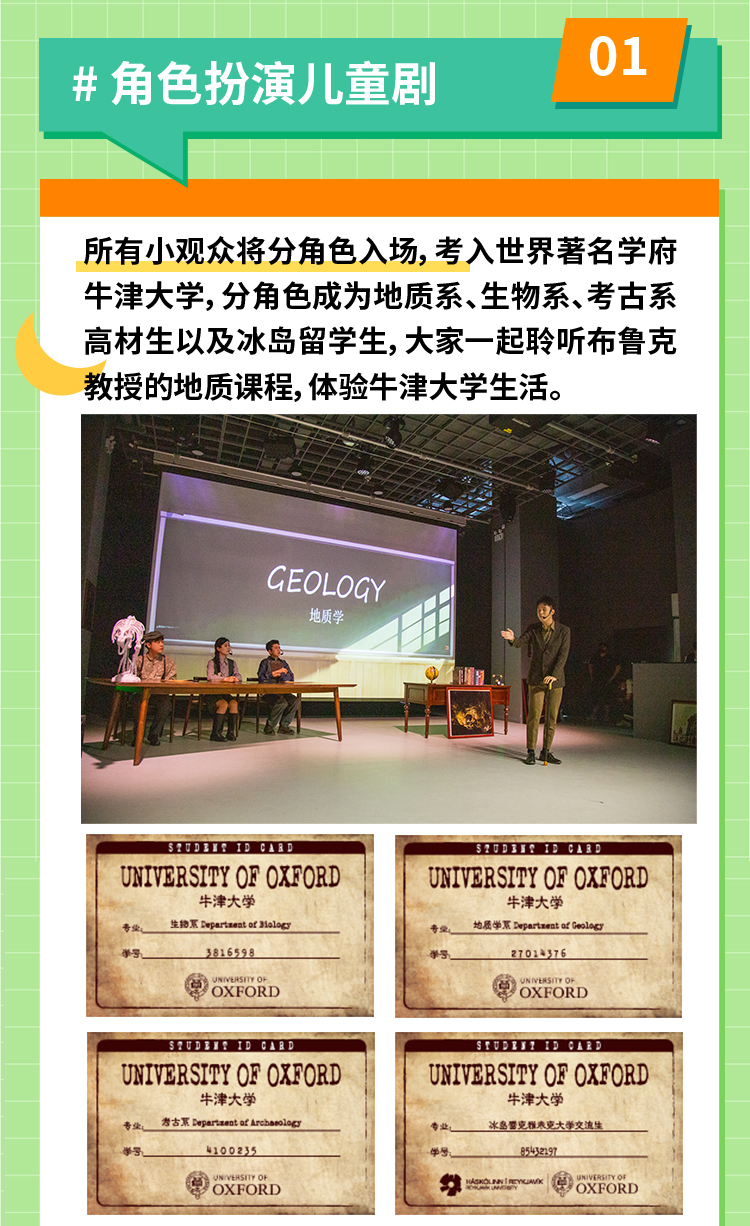 # 角色扮演儿童剧
01
所有小观众将分角色入场，考入世界著名学府
牛津大学，分角色成为地质系、生物系、考古系
高材生以及冰岛留学生，大家一起聆听布鲁克
教授的地质课程，体验牛津大学生活。
GEOLOGY
地质学
STUDENT ID CARD
UNIVERSITY OF OXFORD
牛津大学
专业: 生物系 Department of Biology
学号: 3816598
UNIVERSITY OF
OXFORD
STUDENT ID CARD
UNIVERSITY OF OXFORD
牛津大学
专业: 地质学系 Department of Geology
学号: 27014376
UNIVERSITY OF
OXFORD
STUDENT ID CARD
UNIVERSITY OF OXFORD
牛津大学
专业: 考古系 Department of Archaeology
学号: 4100235
UNIVERSITY OF
OXFORD
STUDENT ID CARD
UNIVERSITY OF OXFORD
牛津大学
专业: 冰岛雷克雅未克大学交流生
学号: 85432197
HÁSKÓLINN Í REYKJAVÍK
REYKJAVIK UNIVERSITY
UNIVERSITY OF
OXFORD